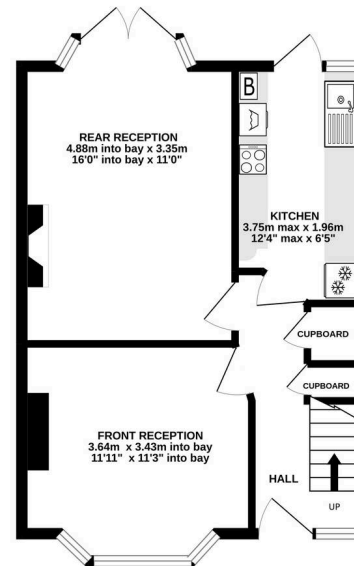 B
REAR RECEPTION
4.88m into bay x 3.35m
16'0" into bay x 11'0"
KITCHEN
3.75m max x 1.96m
12'4" max x 6'5"
CUPBOARD
CUPBOARD
FRONT RECEPTION
3.64m x 3.43m into bay
11'11" x 11'3" into bay
HALL
UP